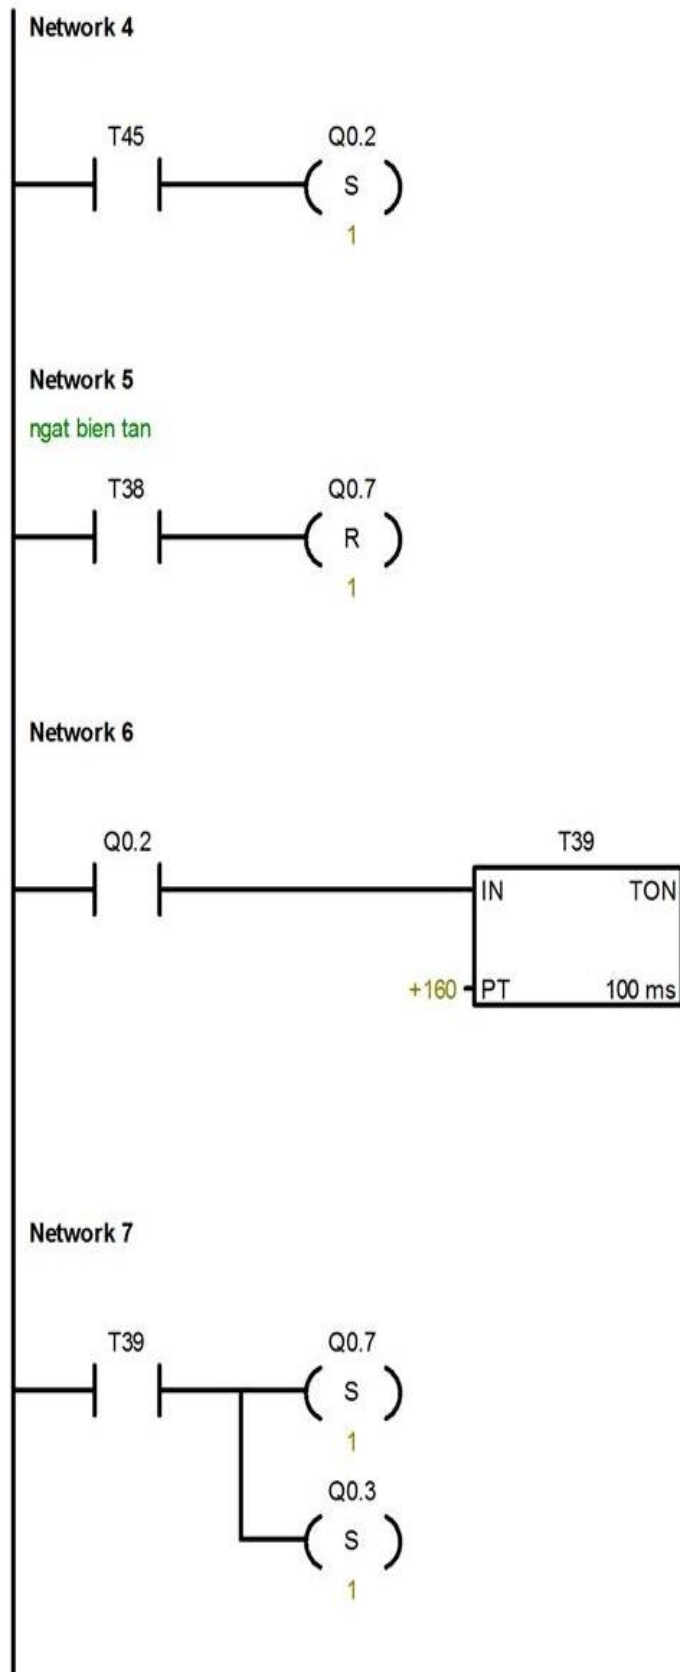 Network 4
T45 Q0.2
S
1
Network 5
ngat bien tan
T38 Q0.7
R
1
Network 6
Q0.2 T39
IN TON
+160 PT 100 ms
Network 7
T39 Q0.7
S
1
Q0.3
S
1